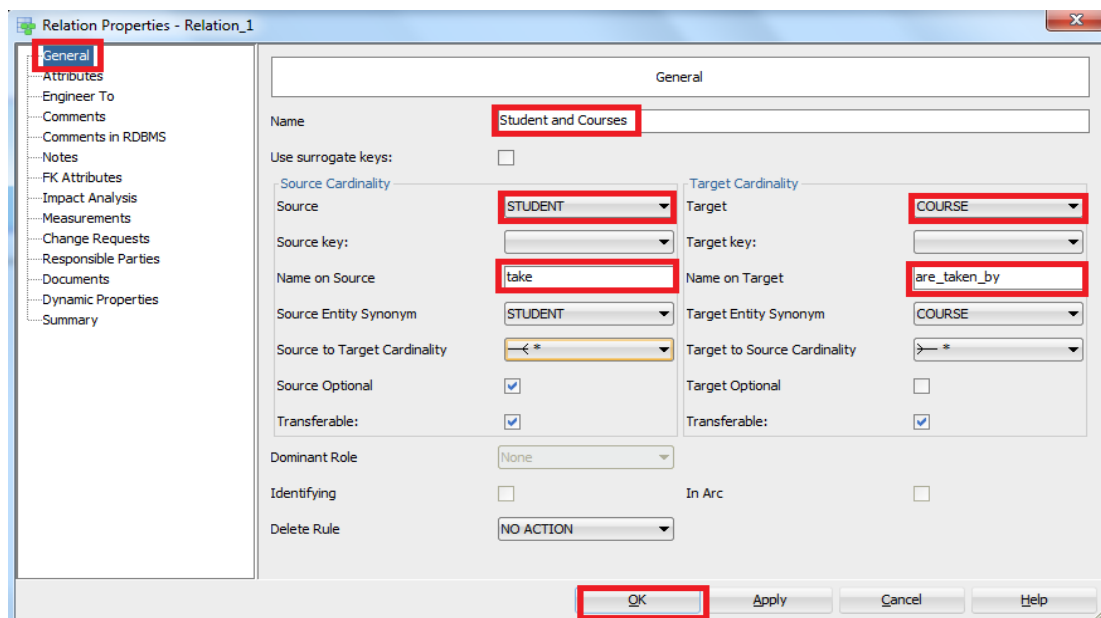 Relation Properties - Relation_1
X
General
Attributes
Engineer To
Comments
Comments in RDBMS
Notes
FK Attributes
Impact Analysis
Measurements
Change Requests
Responsible Parties
Documents
Dynamic Properties
Summary
General
Name Student and Courses
Use surrogate keys:
Source Cardinality Target Cardinality
Source STUDENT Target COURSE
Source key: Target key:
Name on Source take Name on Target are_taken_by
Source Entity Synonym STUDENT Target Entity Synonym COURSE
Source to Target Cardinality * Target to Source Cardinality *
Source Optional Target Optional
Transferable: Transferable:
Dominant Role None
Identifying In Arc
Delete Rule NO ACTION
OK Apply Cancel Help